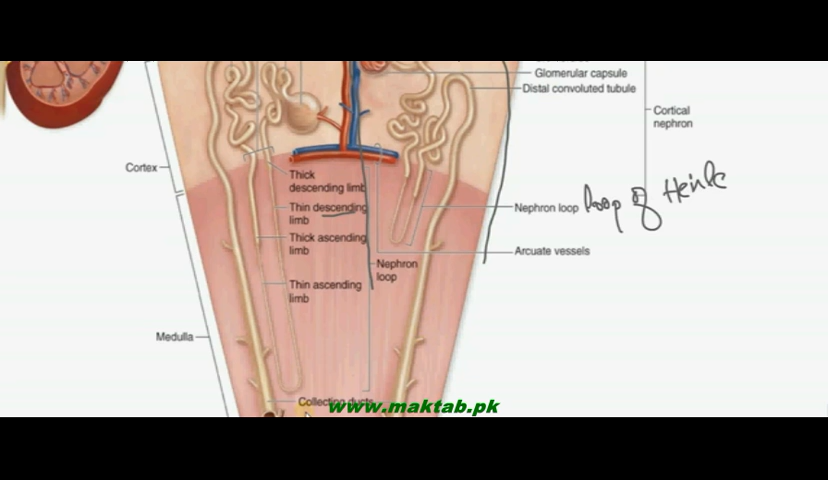 Glomerular capsule
Distal convoluted tubule
Cortical
nephron
Cortex
Thick
descending limb
Thin descending
limb
Nephron loop
loop of Henle
Thick ascending
limb
Arcuate vessels
Nephron
loop
Thin ascending
limb
Medulla
Collecting ducts
www.maktab.pk